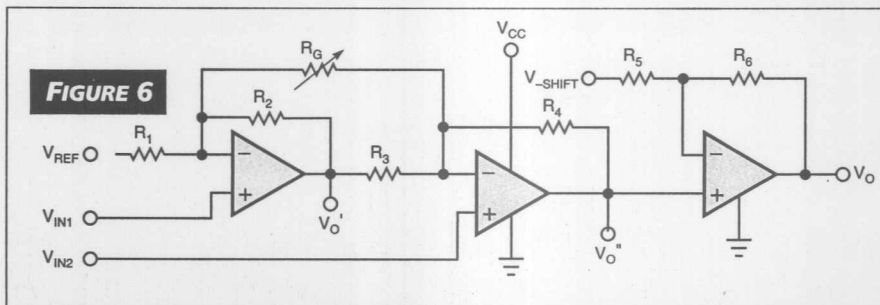 FIGURE 6
V_CC
R_G
V_-SHIFT
R_5
R_6
R_2
R_1
R_4
V_REF
R_3
V_O
V_IN1
V_O'
V_IN2
V_O"